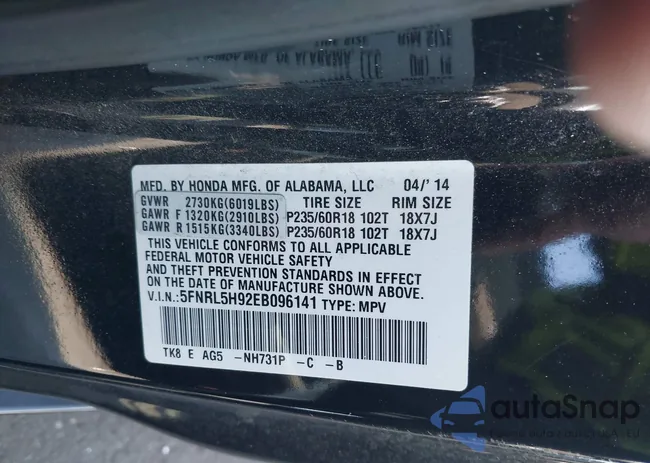 MFD. BY HONDA MFG. OF ALABAMA, LLC 04/'14
GVWR 2730KG(6019LBS) TIRE SIZE RIM SIZE
GAWR F 1320KG(2910LBS) P235/60R18 102T 18X7J
GAWR R 1515KG(3340LBS) P235/60R18 102T 18X7J
THIS VEHICLE CONFORMS TO ALL APPLICABLE
FEDERAL MOTOR VEHICLE SAFETY
AND THEFT PREVENTION STANDARDS IN EFFECT
ON THE DATE OF MANUFACTURE SHOWN ABOVE.
V.I.N.:5FNRL5H92EB096141 TYPE: MPV
TK8 E AG5 -NH731P -C -B
autaSnap